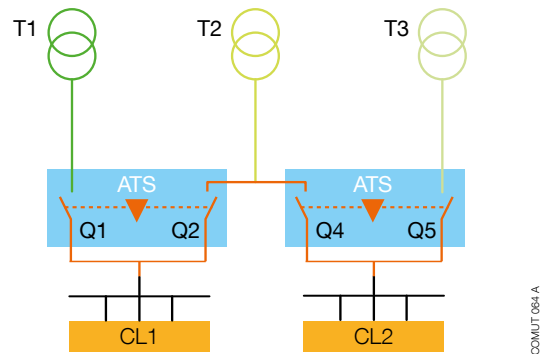 T1 T2 T3
ATS ATS
Q1 Q2 Q4 Q5
CL1 CL2
COMUT 064 A